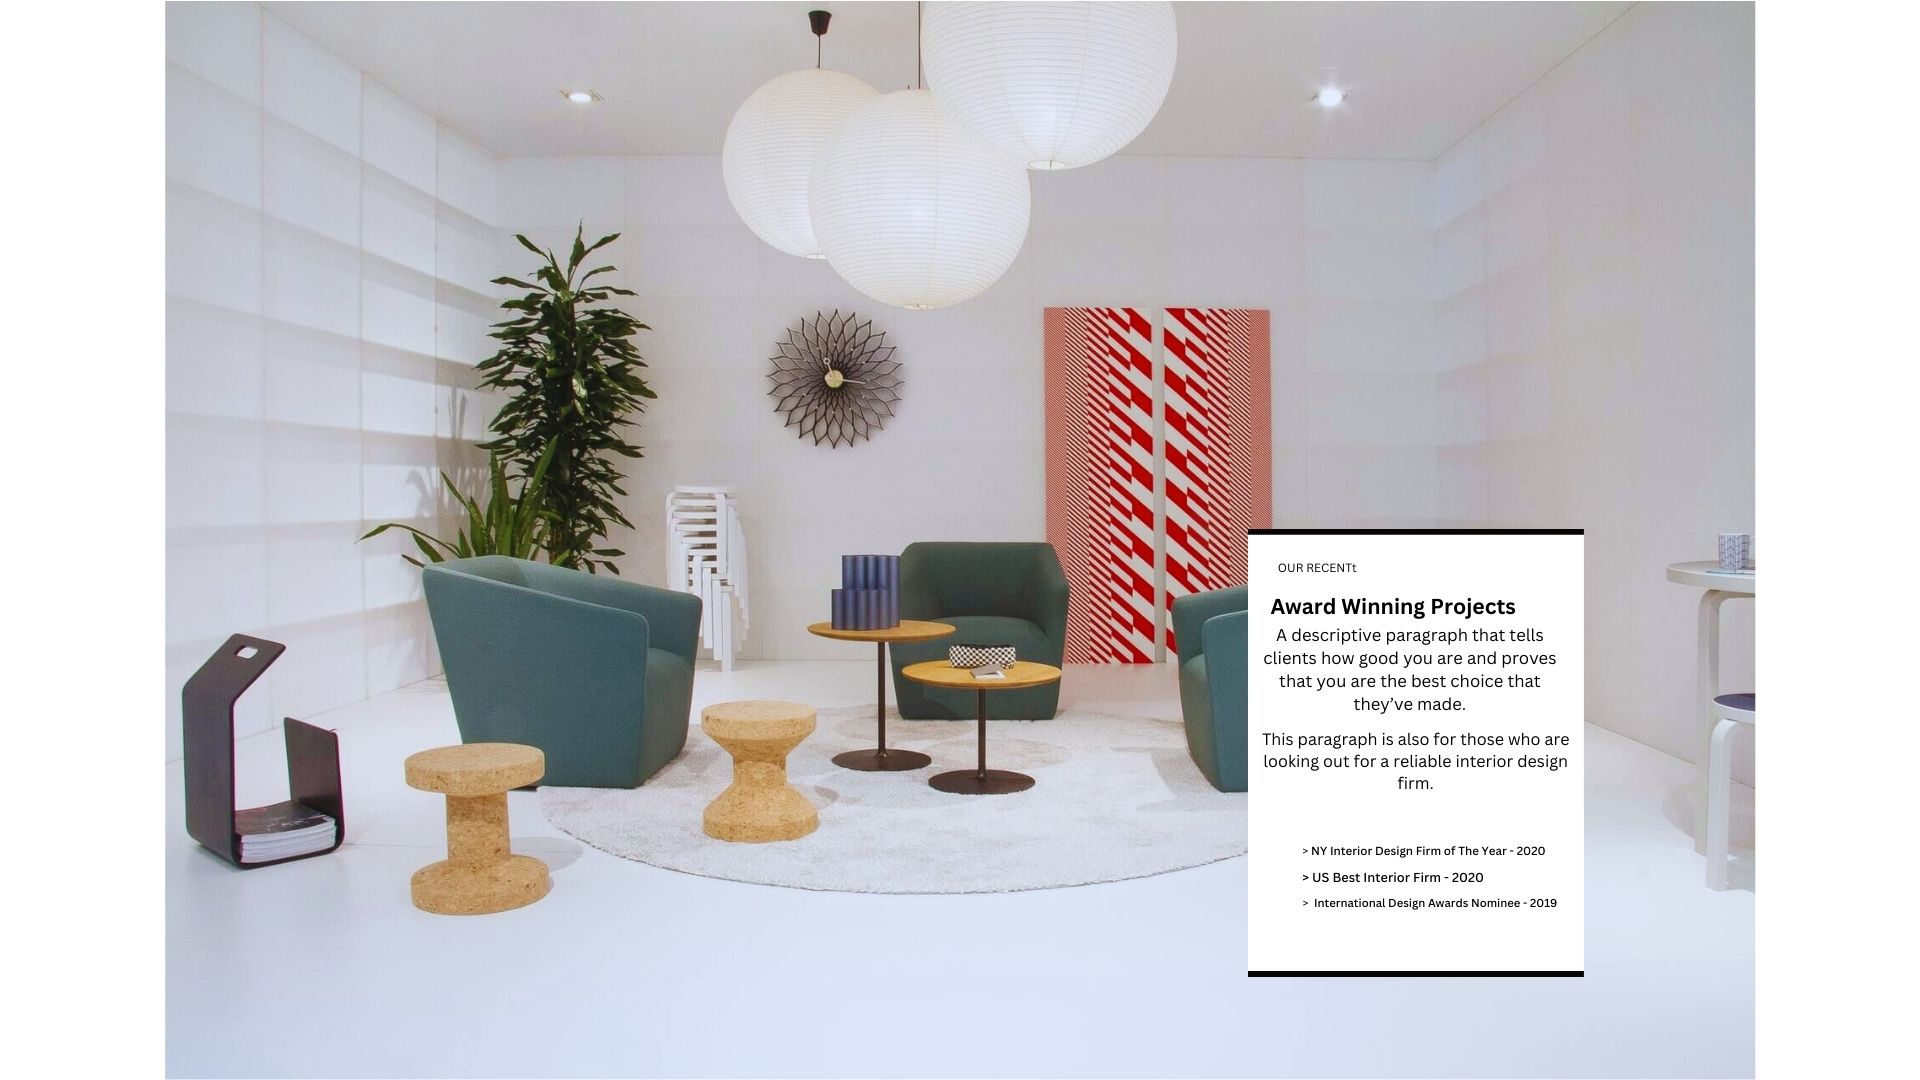 OUR RECENTt
Award Winning Projects
A descriptive paragraph that tells
clients how good you are and proves
that you are the best choice that
they’ve made.
This paragraph is also for those who are
looking out for a reliable interior design
firm.
> NY Interior Design Firm of The Year - 2020
> US Best Interior Firm - 2020
> International Design Awards Nominee - 2019